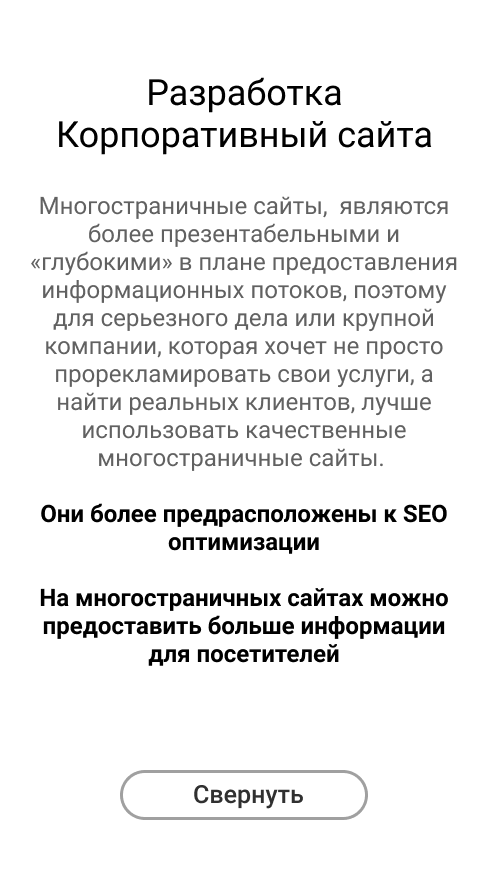 Разработка
Корпоративный сайта
Многостраничные сайты,  являются
более презентабельными и
«глубокими» в плане предоставления
информационных потоков, поэтому
для серьезного дела или крупной
компании, которая хочет не просто
прорекламировать свои услуги, а
найти реальных клиентов, лучше
использовать качественные
многостраничные сайты.
Они более предрасположены к SEO
оптимизации
На многостраничных сайтах можно
предоставить больше информации
для посетителей
Свернуть